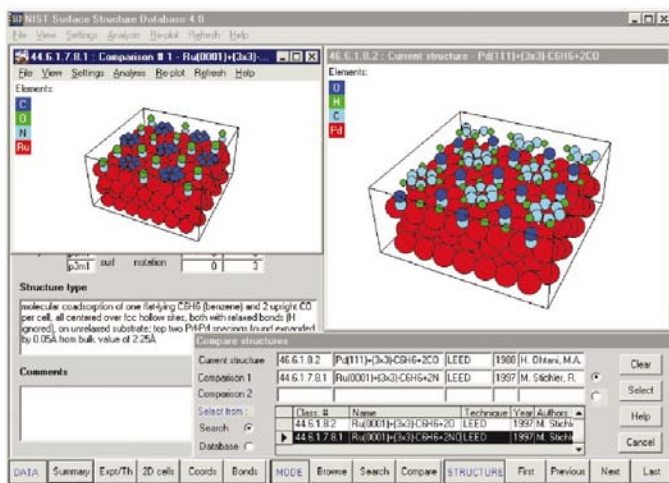 NIST Surface Structure Database 4.0
File View Settings Analysis Re-plot Refresh Help
44.6.1.7.8.1 : Comparison # 1 - Ru(0001)+(3x3)-...
File View Settings Analysis Re-plot Refresh Help
Elements:
C
O
N
Ru
46.6.1.8.2 : Current structure - Pd(111)+(3x3)-C6H6+2CO
Elements:
O
H
C
Pd
p3m1 surf notation 0 3
Structure type
molecular coadsorption of one flat-lying C6H6 (benzene) and 2 upright CO
per cell, all centered over fcc hollow sites, both with relaxed bonds (H
ignored), on unrelaxed substrate; top two Pd-Pd spacings found expanded
by 0.05Å from bulk value of 2.25Å
Comments
Compare structures
Current structure 46.6.1.8.2 Pd(111)+(3x3)-C6H6+2CO LEED 1988 H. Ohtani, M.A.
Comparison 1 44.6.1.7.8.1 Ru(0001)+(3x3)-C6H6+2N LEED 1997 M. Stichler, R.
Comparison 2
Select from :
Search
Database
Class. # Name Technique Year Authors
44.6.1.8.2 Ru(0001)+(3x3)-C6H6+2O LEED 1997 M. Stichl
44.6.1.7.8.1 Ru(0001)+(3x3)-C6H6+2NO LEED 1997 M. Stichl
Clear
Select
Help
Cancel
DATA Summary Expt/Th 2D cells Coords Bonds MODE Browse Search Compare STRUCTURE First Previous Next Last